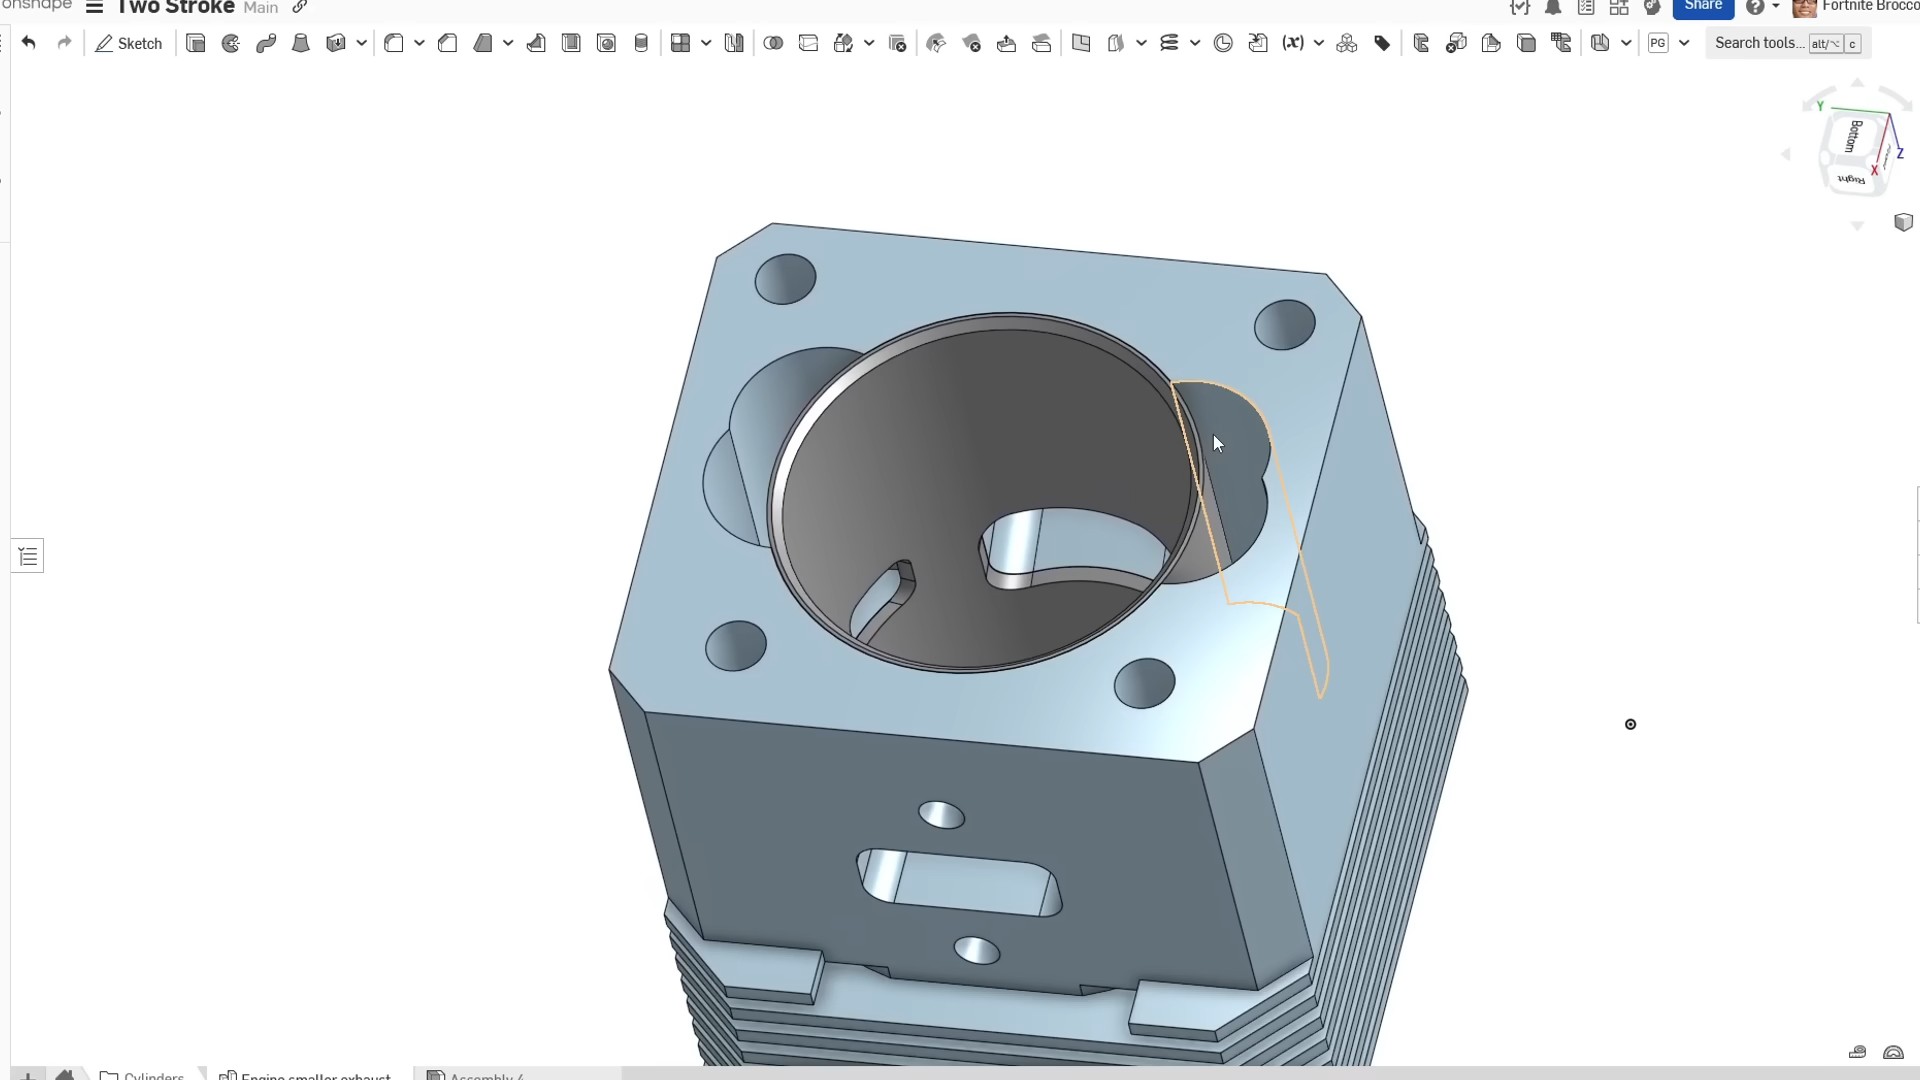 onshape
Two Stroke Main
Share
Fortnite Brocco
Sketch
(x)
PG
Search tools... alt/⌥ c
Y
Bottom
Z
X
Right
Cylinders
Engine smaller exhaust
Assembly 4